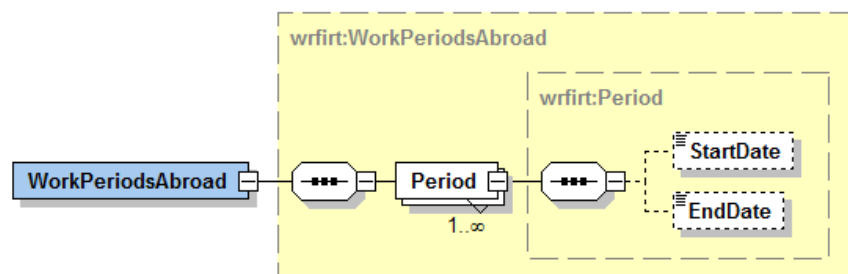 wrfirt:WorkPeriodsAbroad
wrfirt:Period
WorkPeriodsAbroad
Period
1..∞
StartDate
EndDate